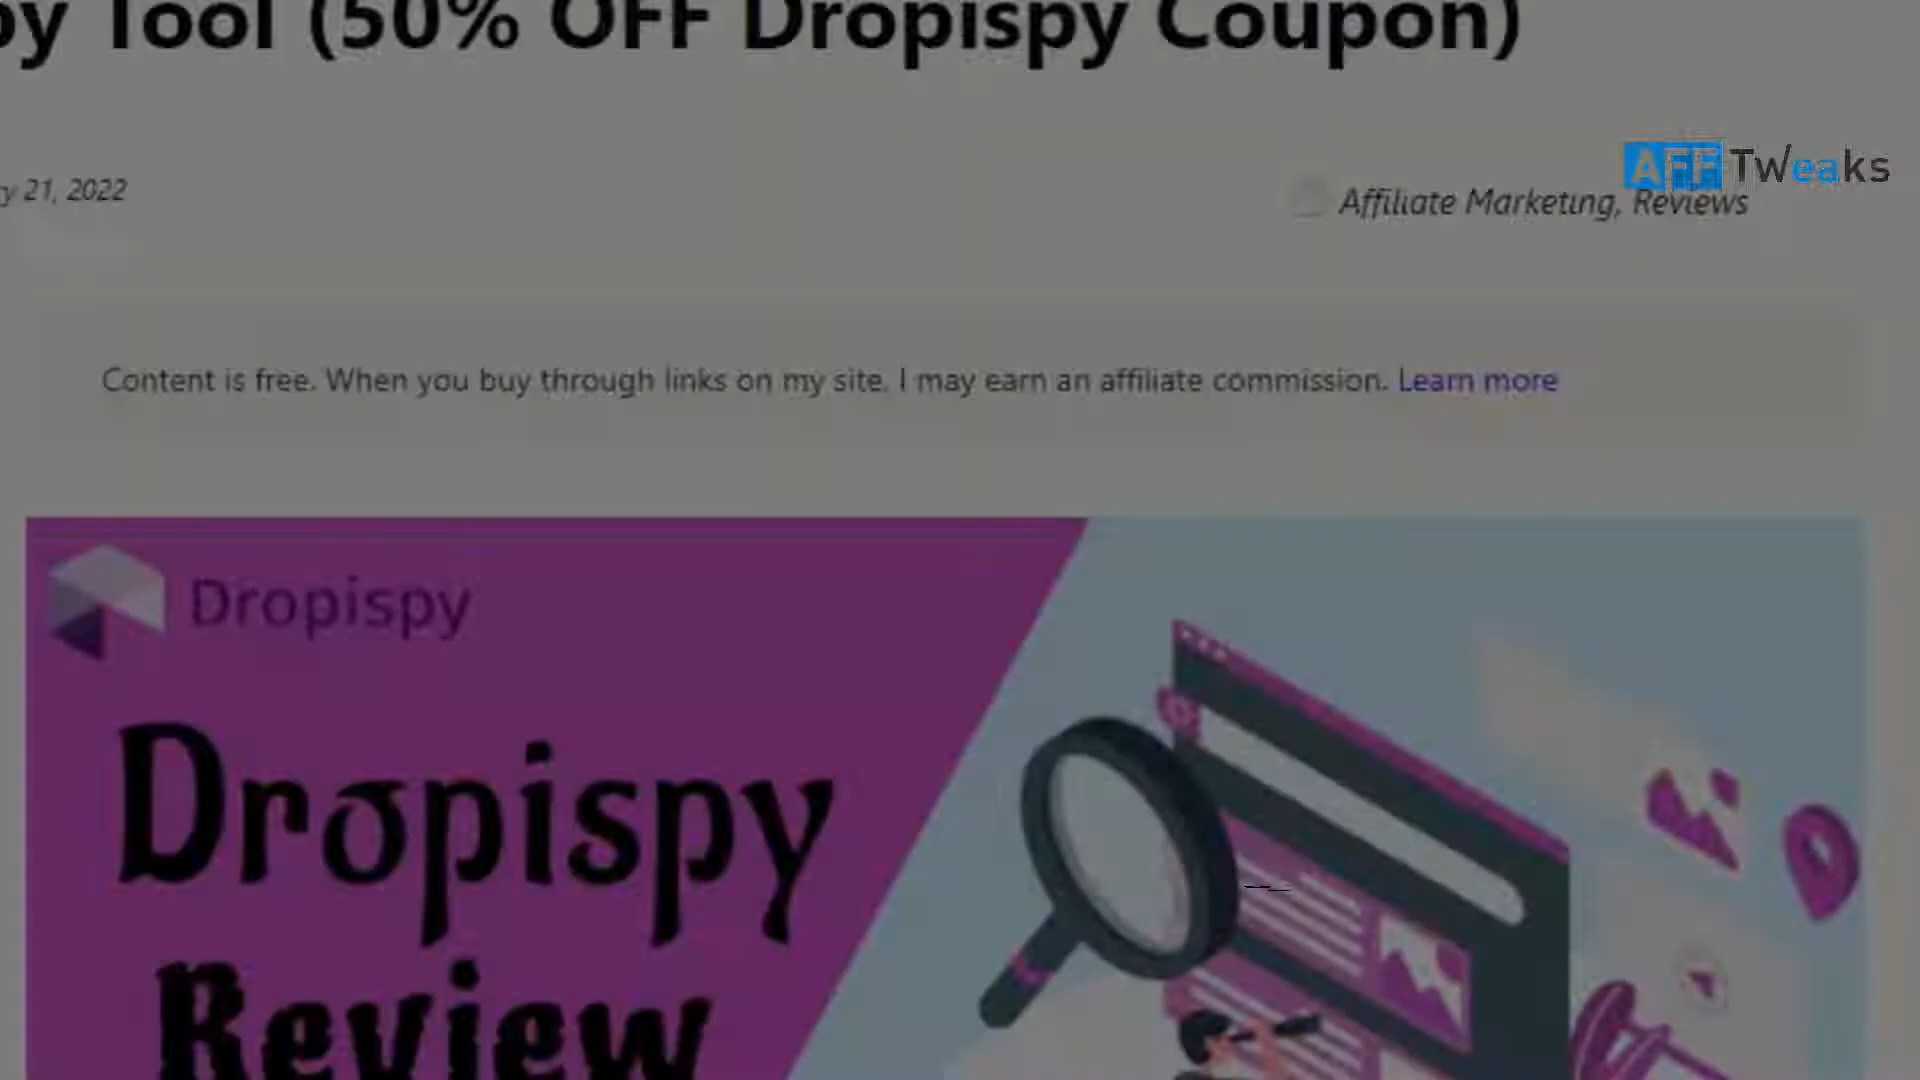 py Tool (50% OFF Dropispy Coupon)
AFFTweaks
y 21, 2022
Affiliate Marketing, Reviews
Content is free. When you buy through links on my site, I may earn an affiliate commission. Learn more
Dropispy
Dropispy
Review